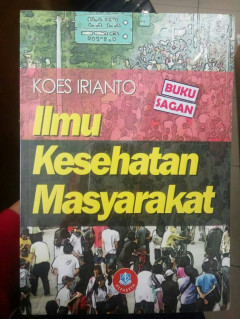 KOES IRIANTO
BUKU
SAGAN
Ilmu
Kesehatan
Masyarakat